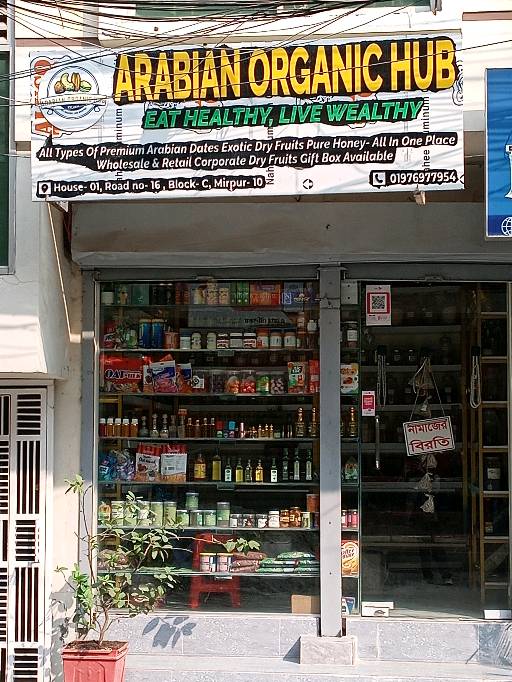 ARABIAN ORGANIC HUB
EAT HEALTHY, LIVE WEALTHY
All Types Of Premium Arabian Dates Exotic Dry Fruits Pure Honey- All In One Place
Wholesale & Retail Corporate Dry Fruits Gift Box Available
House- 01, Road no- 16 , Block- C, Mirpur- 10
01976977954
নামাজের
বিরতি